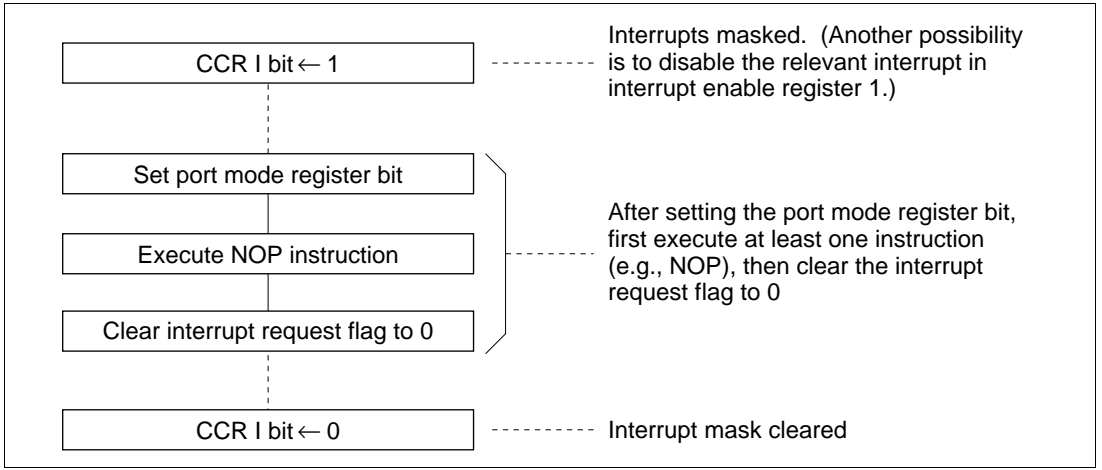 CCR I bit ← 1
Interrupts masked.  (Another possibility
is to disable the relevant interrupt in
interrupt enable register 1.)
Set port mode register bit
Execute NOP instruction
Clear interrupt request flag to 0
After setting the port mode register bit,
first execute at least one instruction
(e.g., NOP), then clear the interrupt
request flag to 0
CCR I bit ← 0
Interrupt mask cleared